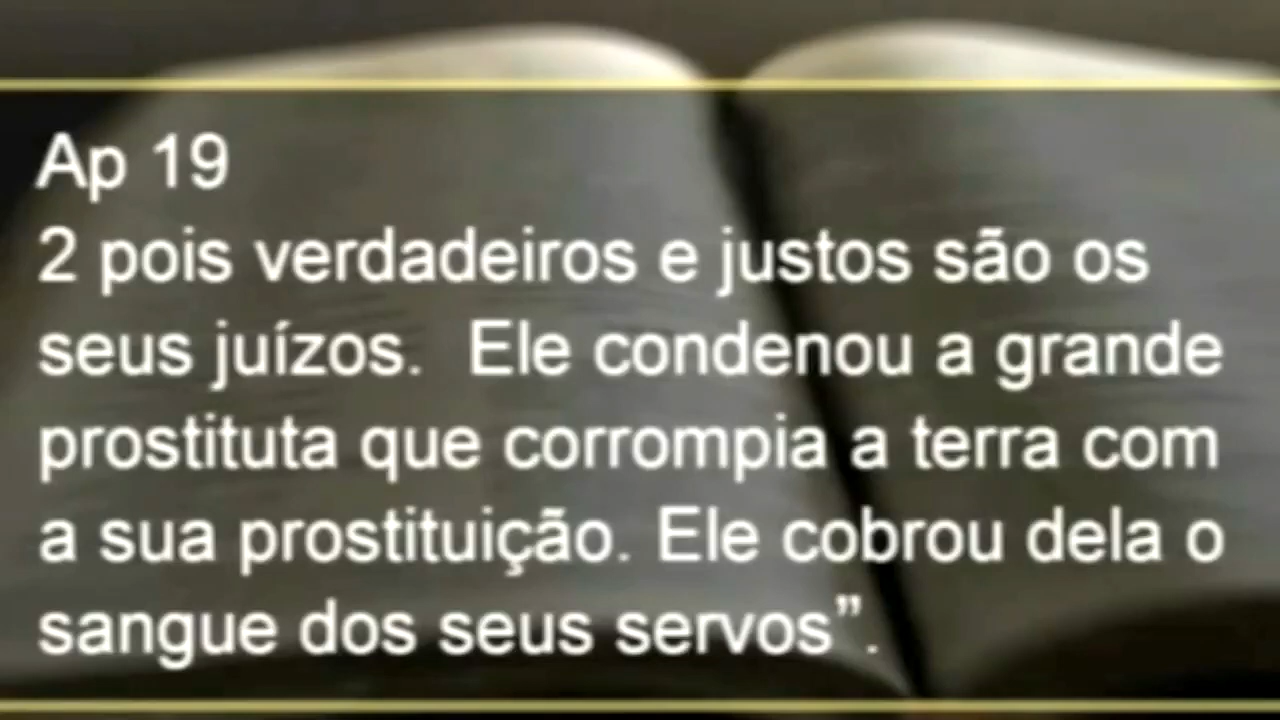 Ap 19
2 pois verdadeiros e justos são os
seus juízos.  Ele condenou a grande
prostituta que corrompia a terra com
a sua prostituição. Ele cobrou dela o
sangue dos seus servos”.